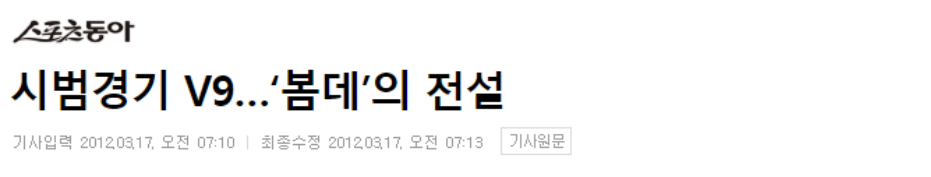 스포츠동아
시범경기 V9…‘봄데’의 전설
기사입력 2012.03.17, 오전 07:10 | 최종수정 2012.03.17, 오전 07:13 기사원문